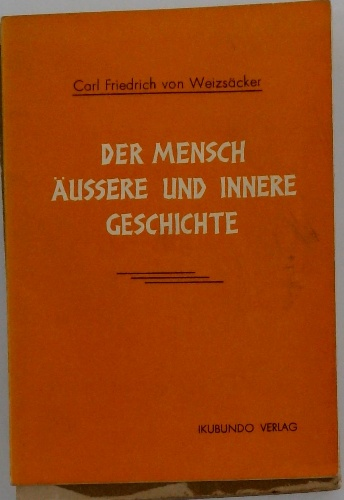 Carl Friedrich von Weizsäcker
DER MENSCH
ÄUSSERE UND INNERE
GESCHICHTE
IKUBUNDO VERLAG